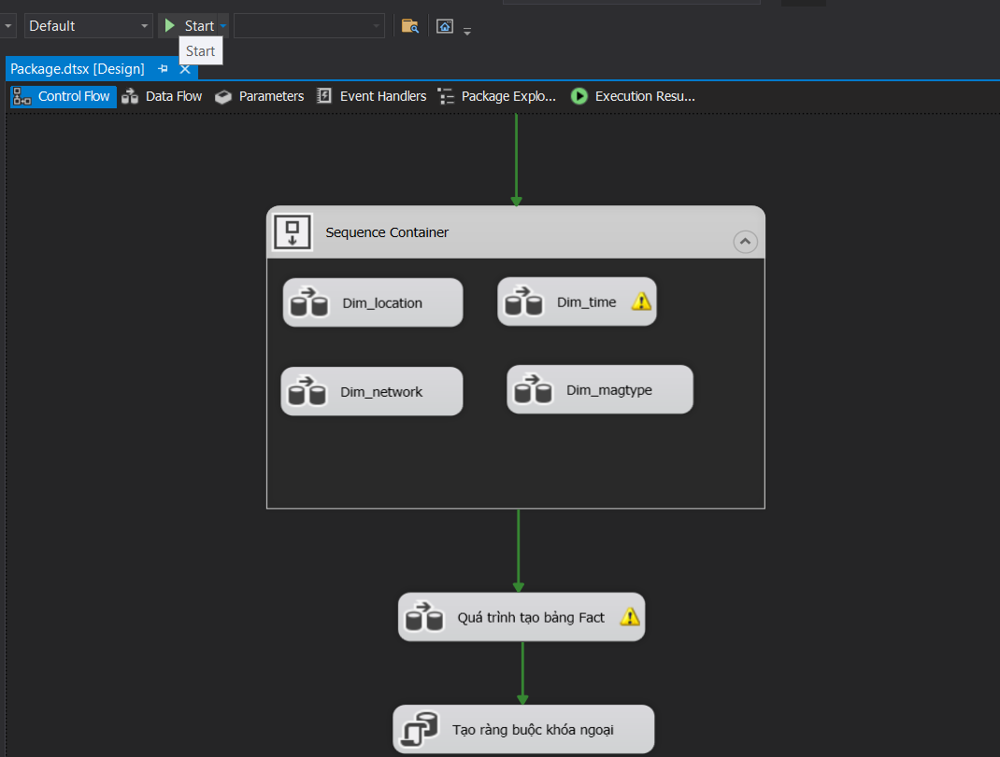 Default
Start
Start
Package.dtsx [Design]
Control Flow
Data Flow
Parameters
Event Handlers
Package Explo...
Execution Resu...
Sequence Container
Dim_location
Dim_time
Dim_network
Dim_magtype
Quá trình tạo bảng Fact
Tạo ràng buộc khóa ngoại